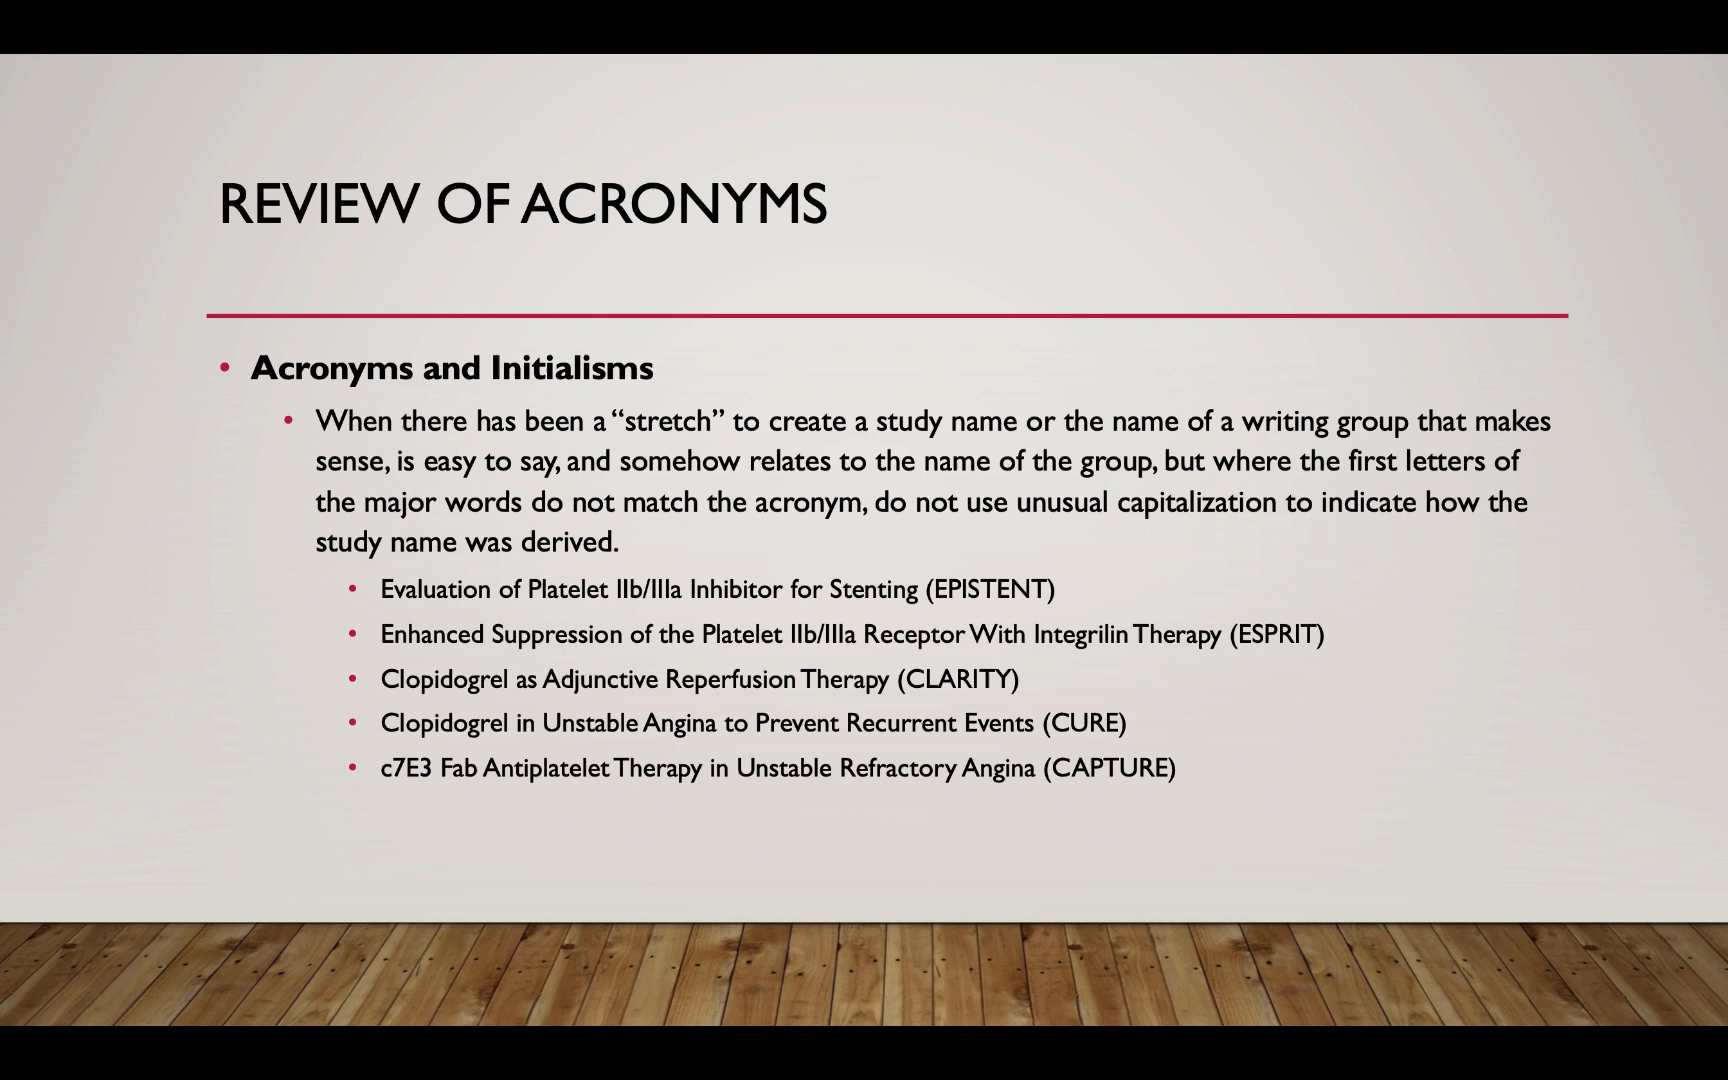 REVIEW OF ACRONYMS
• Acronyms and Initialisms
• When there has been a “stretch” to create a study name or the name of a writing group that makes
sense, is easy to say, and somehow relates to the name of the group, but where the first letters of
the major words do not match the acronym, do not use unusual capitalization to indicate how the
study name was derived.
• Evaluation of Platelet IIb/IIIa Inhibitor for Stenting (EPISTENT)
• Enhanced Suppression of the Platelet IIb/IIIa Receptor With Integrilin Therapy (ESPRIT)
• Clopidogrel as Adjunctive Reperfusion Therapy (CLARITY)
• Clopidogrel in Unstable Angina to Prevent Recurrent Events (CURE)
• c7E3 Fab Antiplatelet Therapy in Unstable Refractory Angina (CAPTURE)